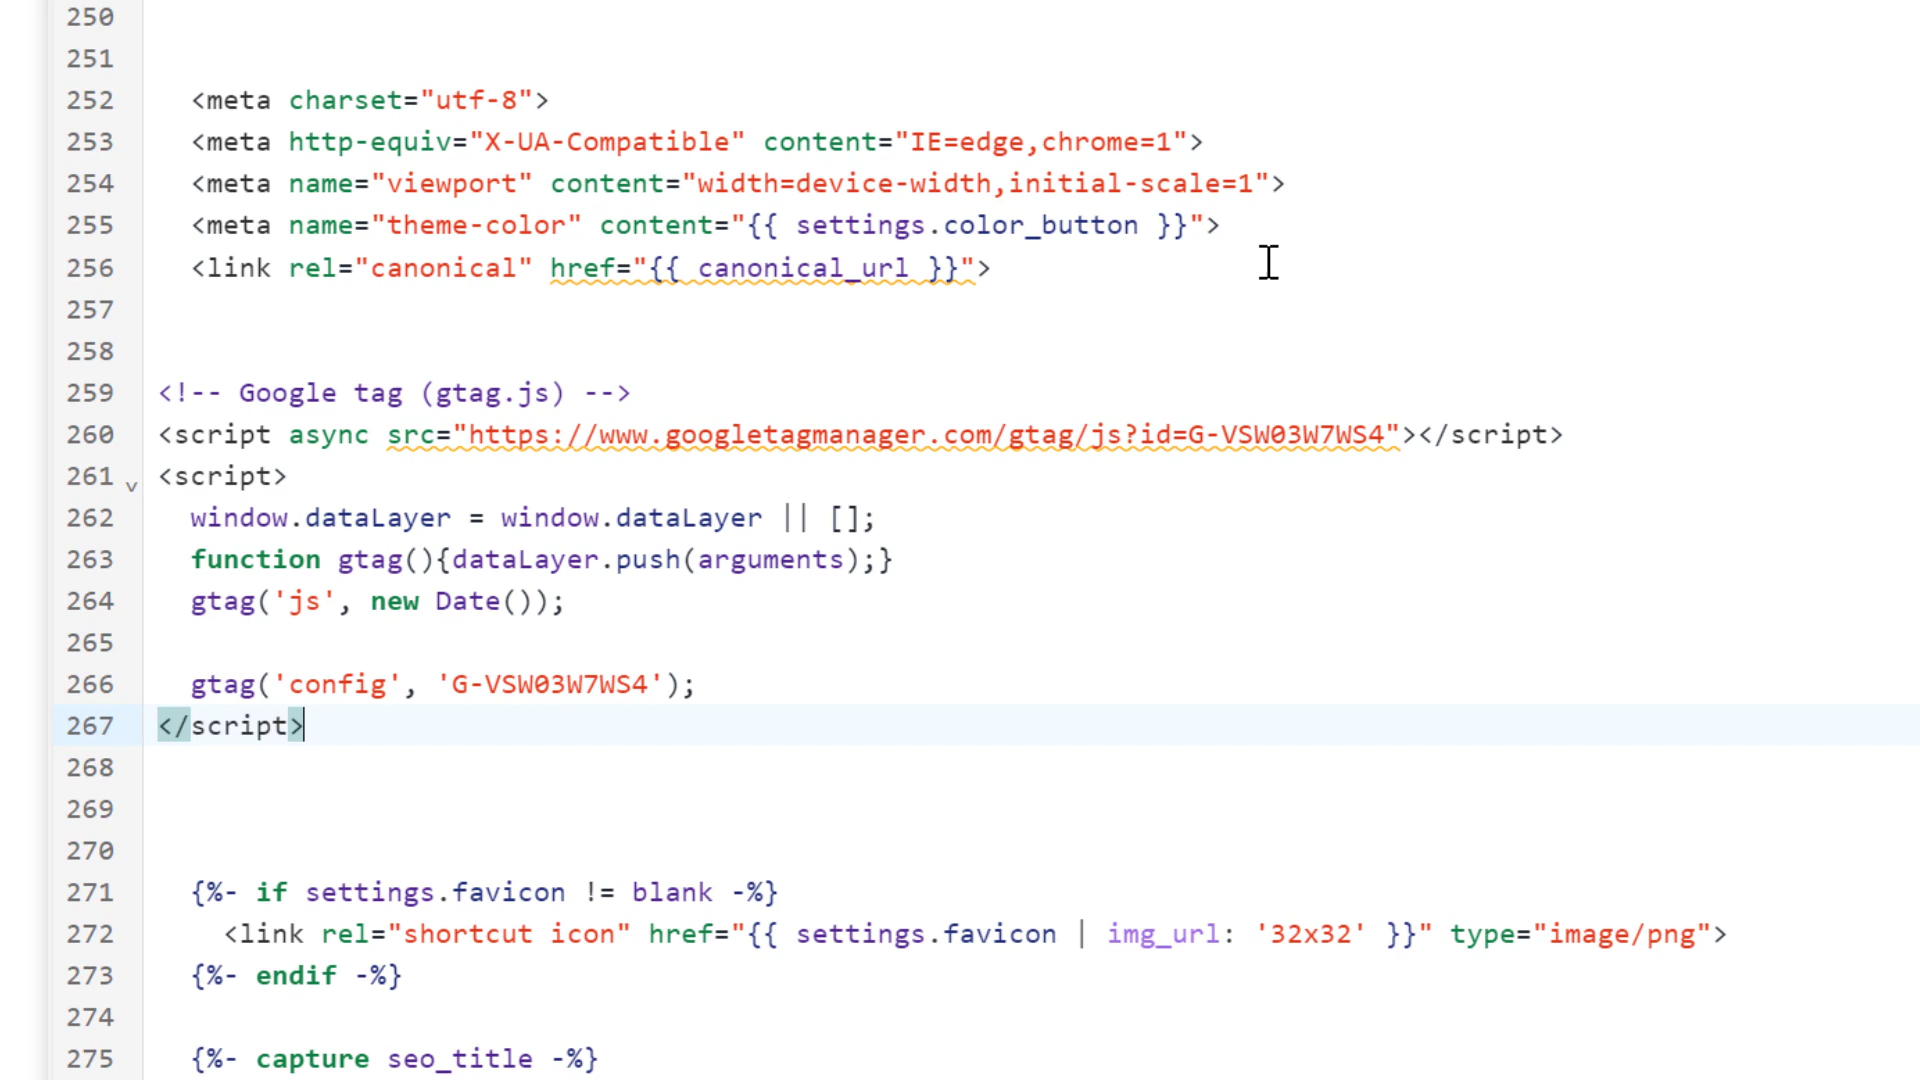 250
251
252 <meta charset="utf-8">
253 <meta http-equiv="X-UA-Compatible" content="IE=edge,chrome=1">
254 <meta name="viewport" content="width=device-width,initial-scale=1">
255 <meta name="theme-color" content="{{ settings.color_button }}">
256 <link rel="canonical" href="{{ canonical_url }}">
257
258
259 <!-- Google tag (gtag.js) -->
260 <script async src="https://www.googletagmanager.com/gtag/js?id=G-VSW03W7WS4"></script>
261 <script>
262 window.dataLayer = window.dataLayer || [];
263 function gtag(){dataLayer.push(arguments);}
264 gtag('js', new Date());
265
266 gtag('config', 'G-VSW03W7WS4');
267 </script>
268
269
270
271 {%- if settings.favicon != blank -%}
272 <link rel="shortcut icon" href="{{ settings.favicon | img_url: '32x32' }}" type="image/png">
273 {%- endif -%}
274
275 {%- capture seo_title -%}